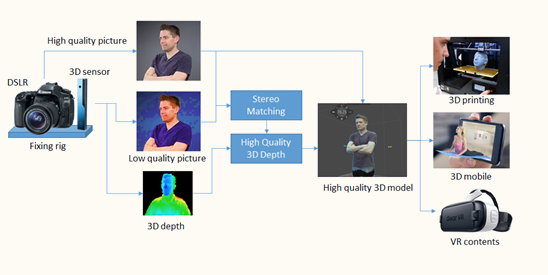 High quality picture
DSLR
3D sensor
Fixing rig
Low quality picture
3D depth
Stereo
Matching
High Quality
3D Depth
High quality 3D model
3D printing
3D mobile
VR contents